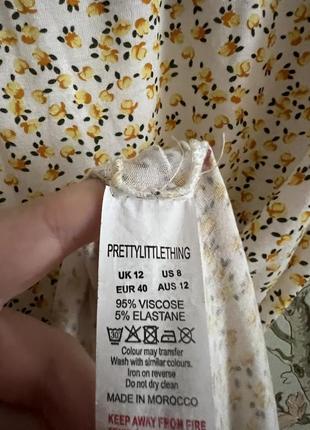 PRETTYLITTLETHING
UK 12 US 8
EUR 40 AUS 12
95% VISCOSE
5% ELASTANE
30
Colour may transfer
Wash with similar colours.
Iron on reverse
Do not dry clean
MADE IN MOROCCO
KEEP AWAY FROM FIRE